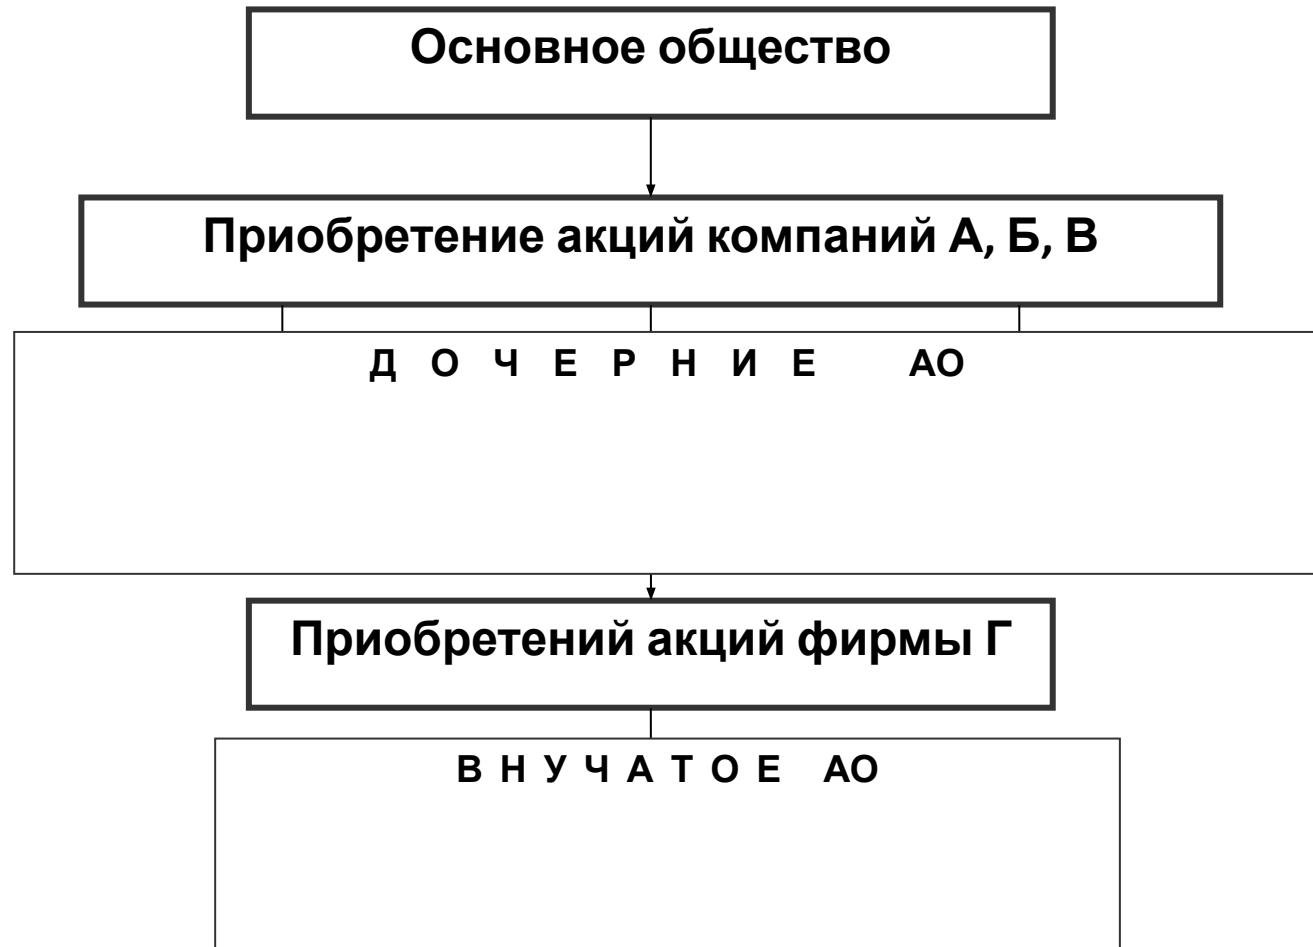 Основное общество
Приобретение акций компаний А, Б, В
Д О Ч Е Р Н И Е АО
Приобретений акций фирмы Г
В Н У Ч А Т О Е АО